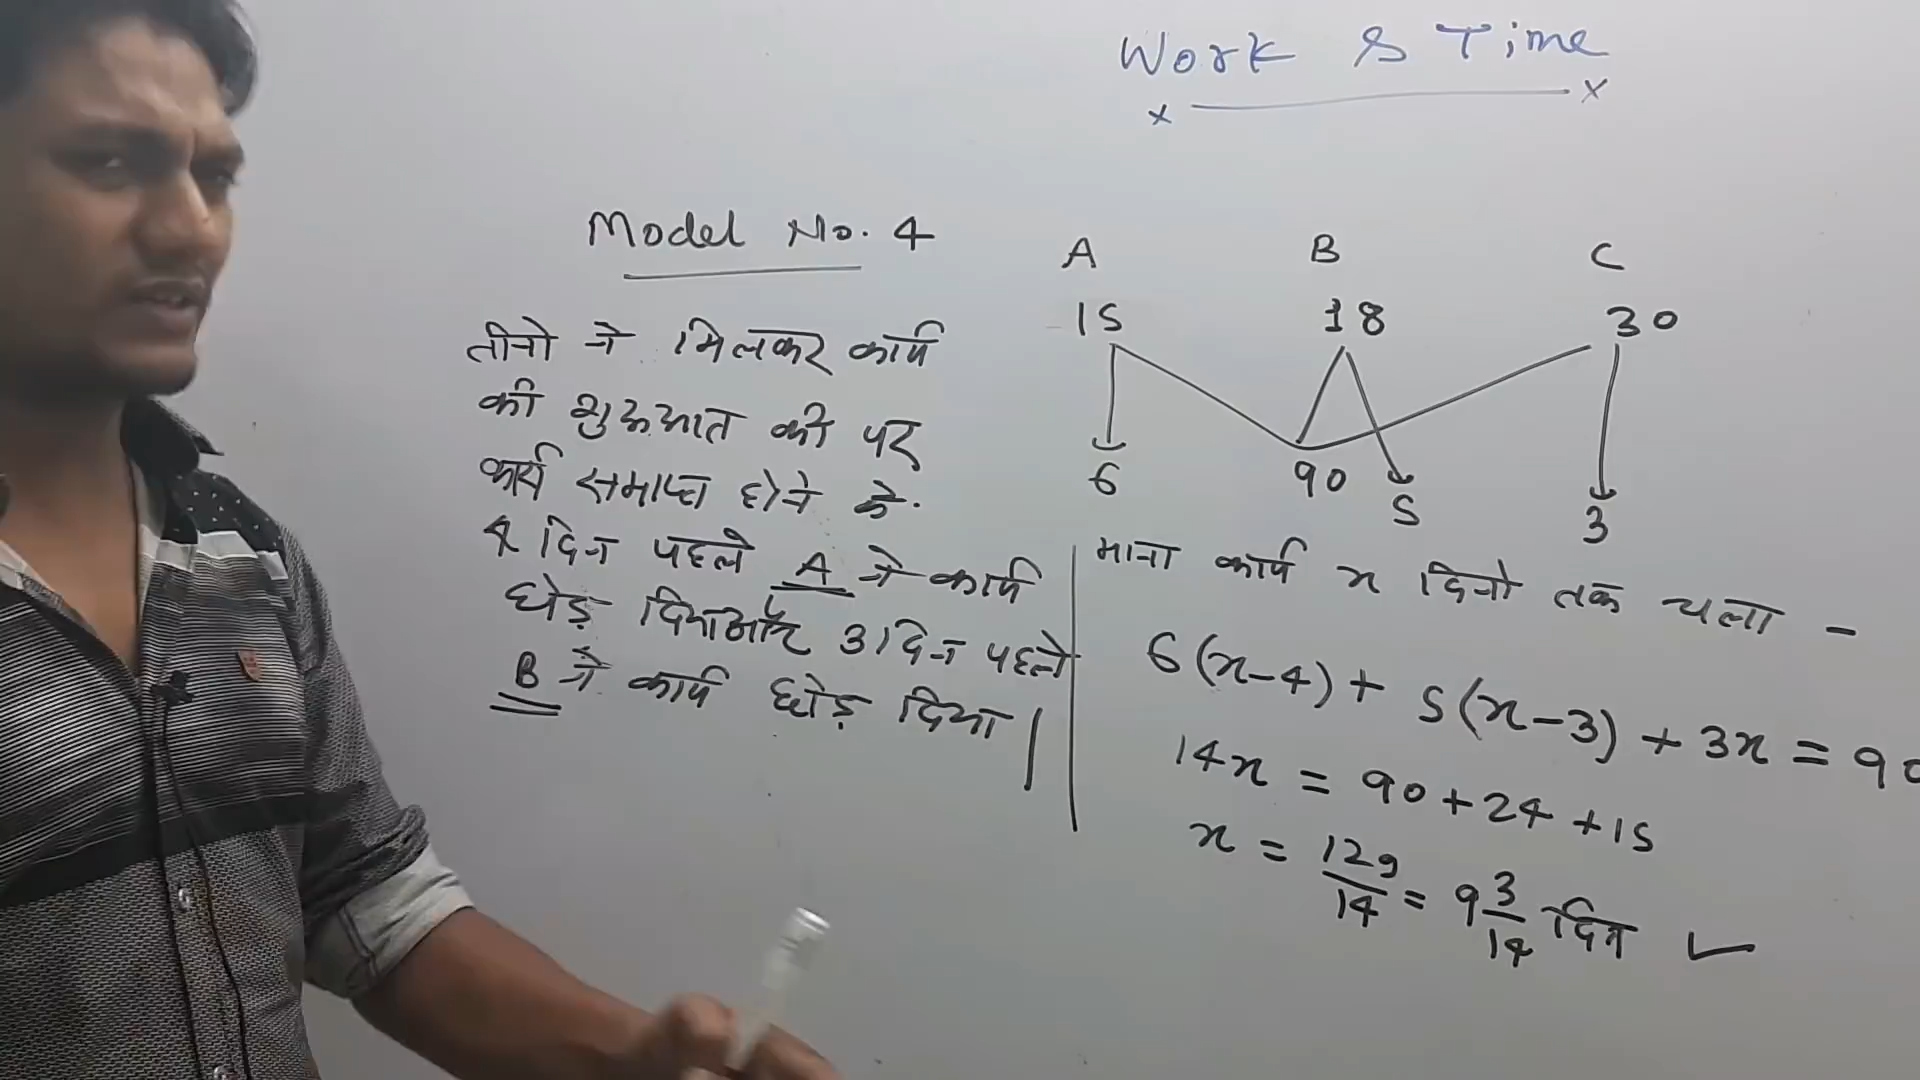 Work & Time
x x
Model No. 4
तीनो ने मिलकर कार्य
की शुरूआत की पर
कार्य समाप्त होने के
4 दिन पहले A ने कार्य
छोड़ दिया और 3 दिन पहले
B ने कार्य छोड़ दिया |
A B C
15 18 30
6 90 5 3
माना कार्य x दिनो तक चला -
6(x-4) + 5(x-3) + 3x = 90
14x = 90 + 24 + 15
x = 129/14 = 9 3/14 दिन ✓